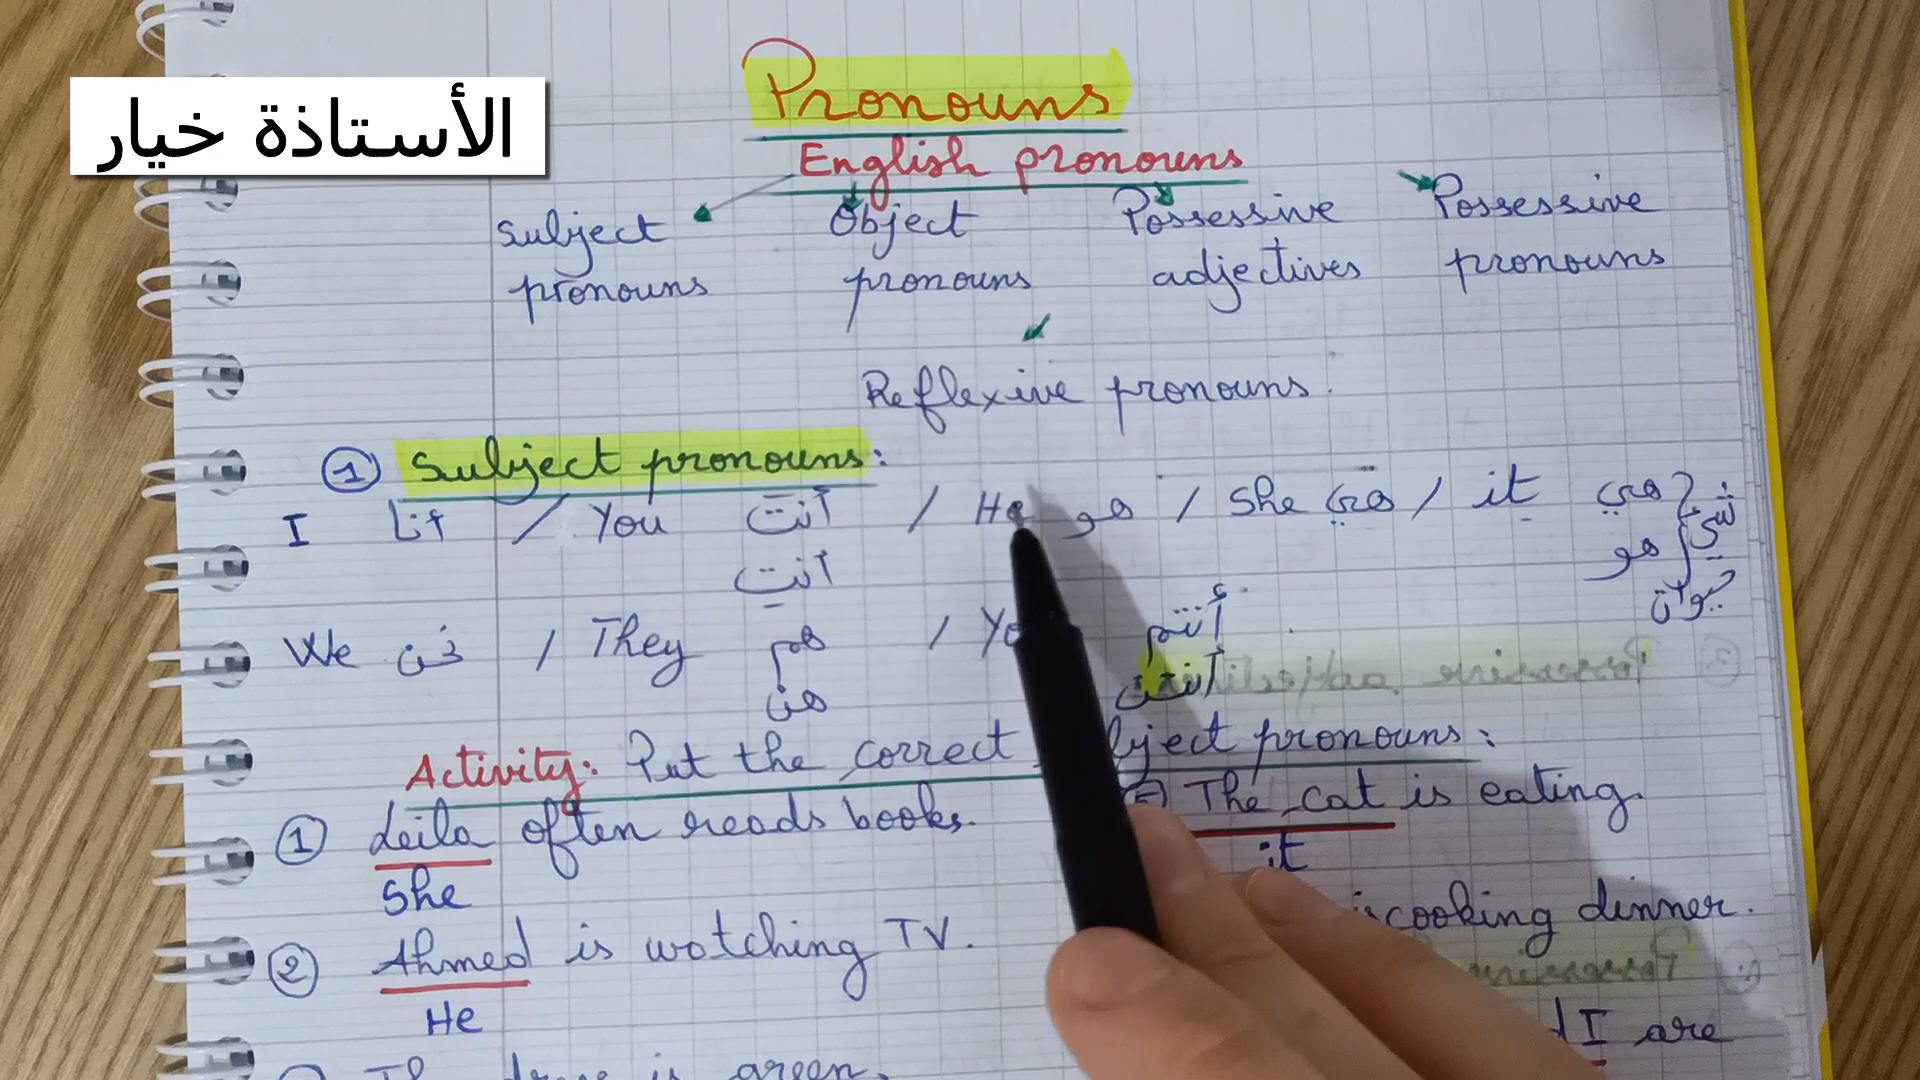 الأستاذة خيار
Pronouns
English pronouns
Subject pronouns
Object pronouns
Possessive adjectives
Possessive pronouns
Reflexive pronouns.
① Subject pronouns:
I أنا / You أنتَ / He هو / She هي / it هي شيء
أنتِ هو حيوان
We نحن / They هم / أنتم
هن أنتن
Activity: Put the correct pronouns:
① Leila often reads books.
She
② Ahmed is watching TV.
He
The cat is eating.
it
is cooking dinner.
I are
is green.